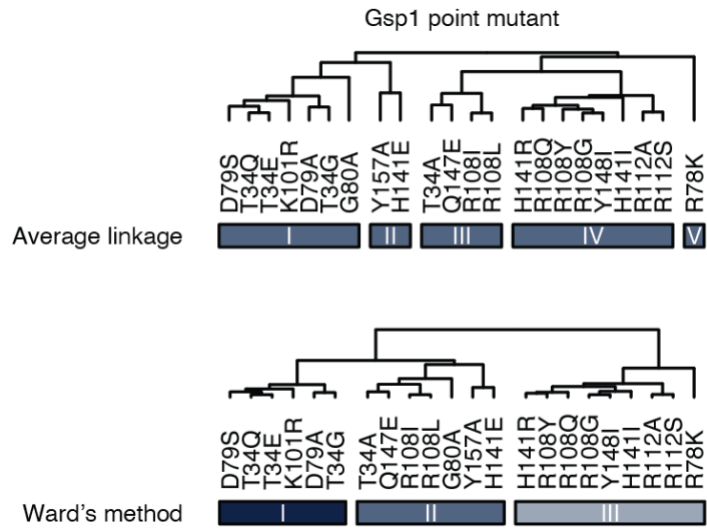 Gsp1 point mutant
D79S T34Q T34E K101R D79A T34G G80A Y157A H141E T34A Q147E R108I R108L H141R R108Q R108Y R108G Y148I H141I R112A R112S R78K
Average linkage I II III IV V
D79S T34Q T34E K101R D79A T34G T34A Q147E R108I R108L G80A Y157A H141E H141R R108Y R108Q R108G Y148I H141I R112A R112S R78K
Ward's method I II III